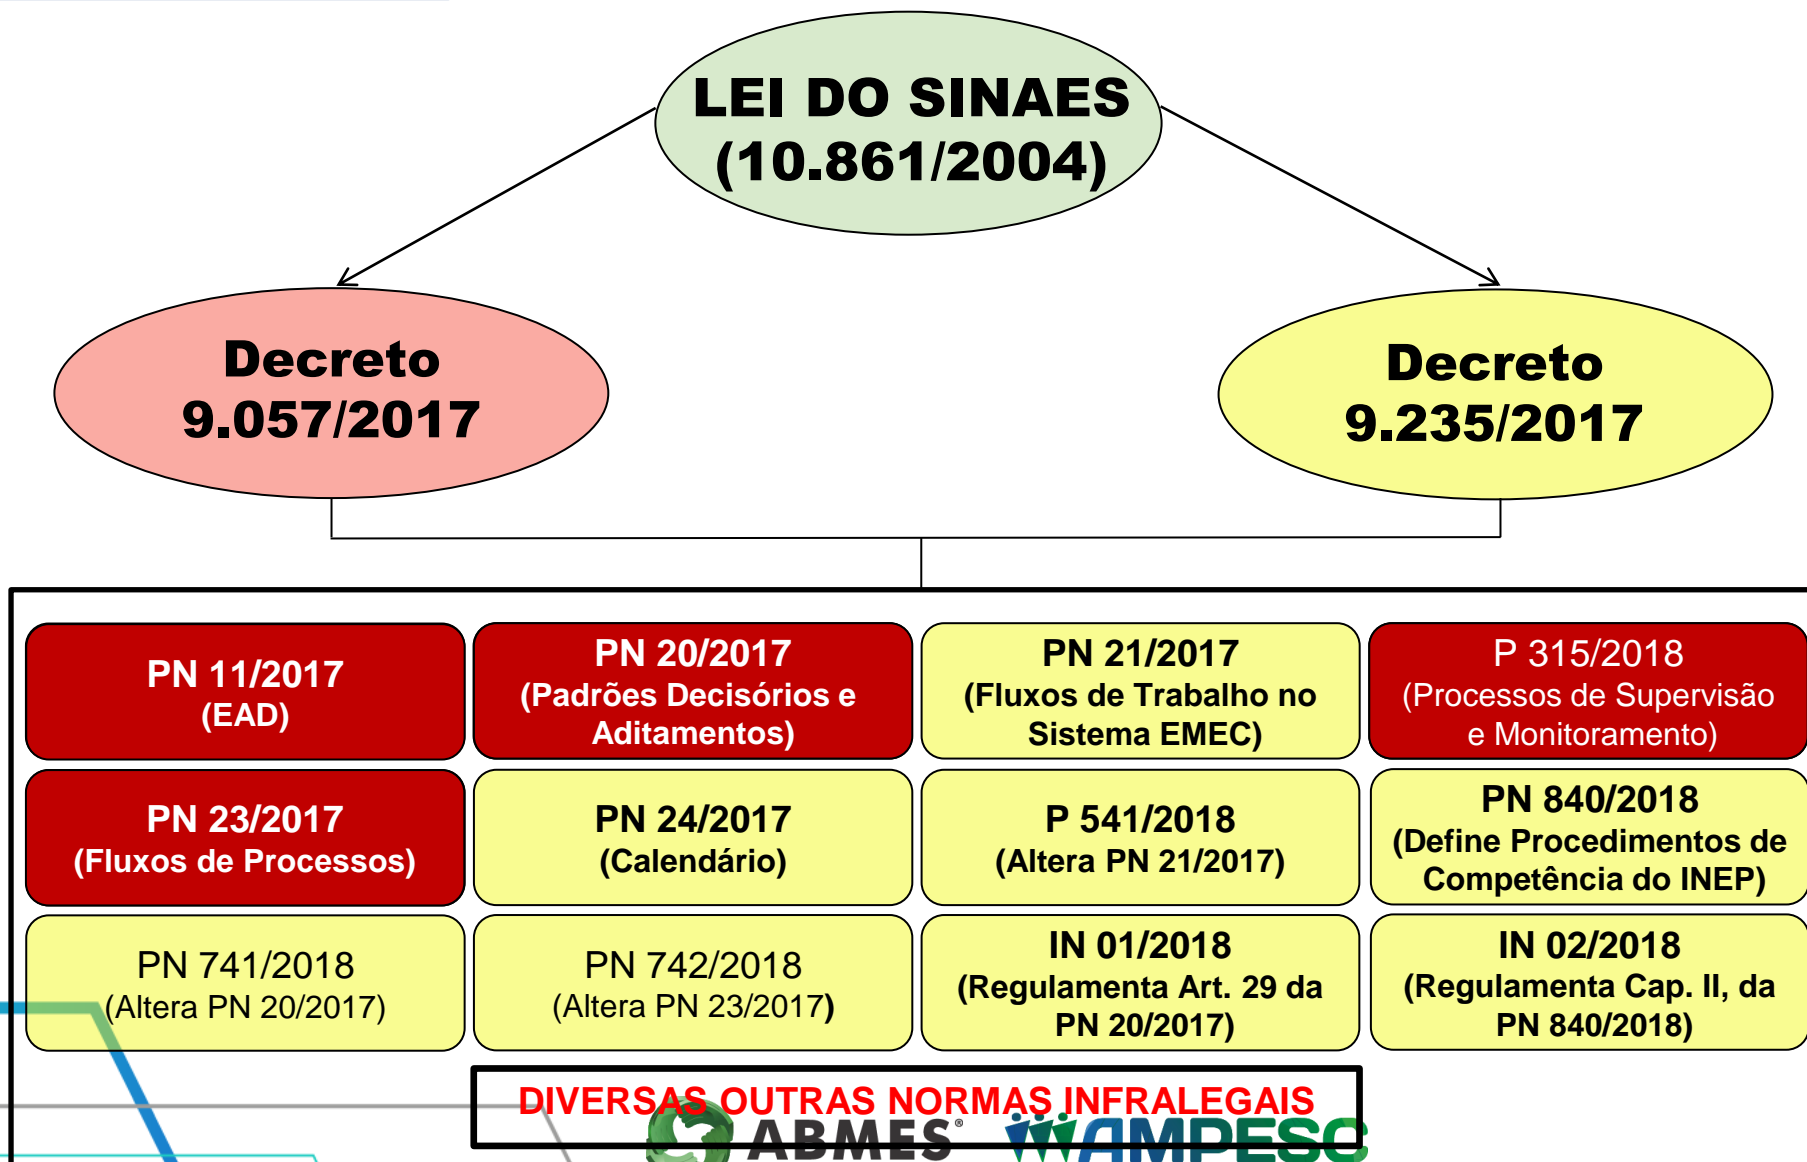 LEI DO SINAES
(10.861/2004)
Decreto
9.057/2017
Decreto
9.235/2017
PN 11/2017
(EAD)
PN 20/2017
(Padrões Decisórios e
Aditamentos)
PN 21/2017
(Fluxos de Trabalho no
Sistema EMEC)
P 315/2018
(Processos de Supervisão
e Monitoramento)
PN 23/2017
(Fluxos de Processos)
PN 24/2017
(Calendário)
P 541/2018
(Altera PN 21/2017)
PN 840/2018
(Define Procedimentos de
Competência do INEP)
PN 741/2018
(Altera PN 20/2017)
PN 742/2018
(Altera PN 23/2017)
IN 01/2018
(Regulamenta Art. 29 da
PN 20/2017)
IN 02/2018
(Regulamenta Cap. II, da
PN 840/2018)
DIVERSAS OUTRAS NORMAS INFRALEGAIS
ABMES®
AMPESC